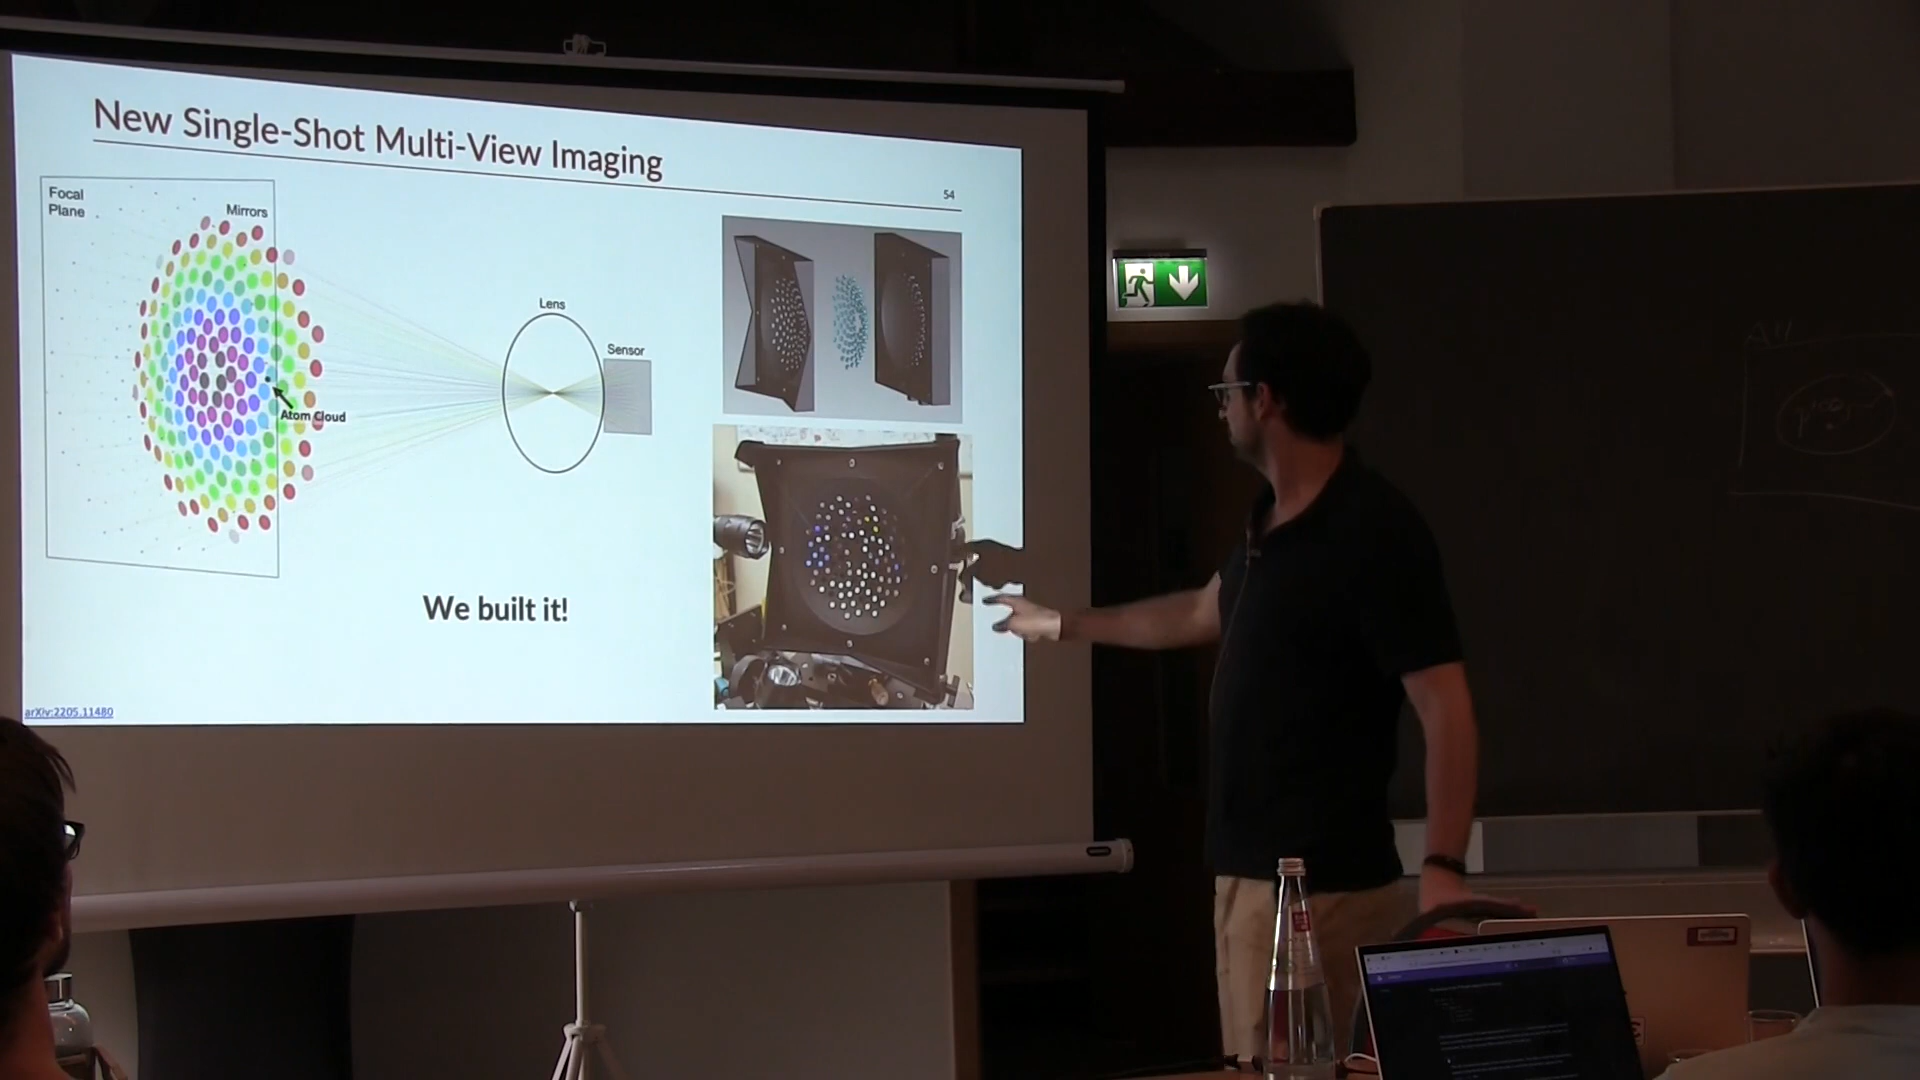 New Single-Shot Multi-View Imaging
54
Focal
Plane
Mirrors
Lens
Sensor
Atom Cloud
We built it!
arXiv:2205.11480